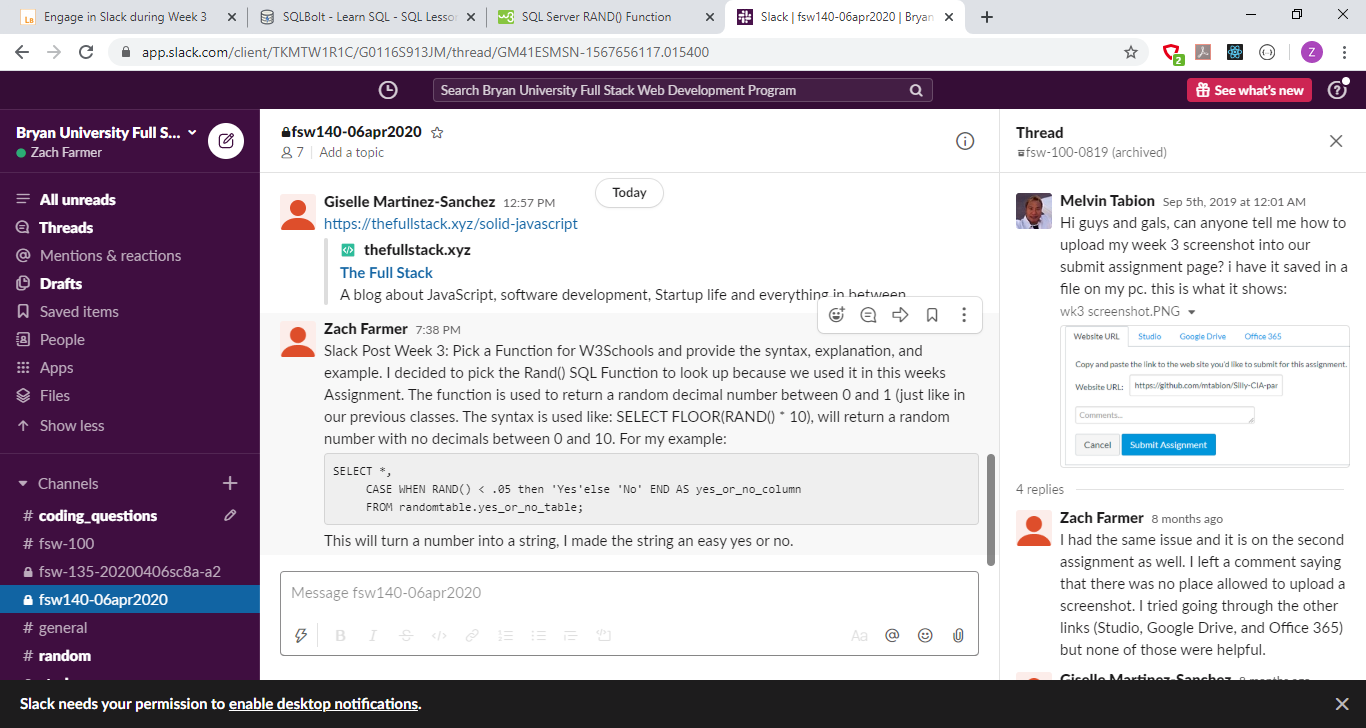 Engage in Slack during Week 3
SQLBolt - Learn SQL - SQL Lesson
SQL Server RAND() Function
Slack | fsw140-06apr2020 | Bryan
app.slack.com/client/TKMTW1R1C/G0116S913JM/thread/GM41ESMSN-1567656117.015400
2
Z
Search Bryan University Full Stack Web Development Program
See what's new
Bryan University Full S...
Zach Farmer
All unreads
Threads
Mentions & reactions
Drafts
Saved items
People
Apps
Files
Show less
Channels
# coding_questions
# fsw-100
fsw-135-20200406sc8a-a2
fsw140-06apr2020
# general
# random
fsw140-06apr2020
7 | Add a topic
Today
Giselle Martinez-Sanchez 12:57 PM
https://thefullstack.xyz/solid-javascript
thefullstack.xyz
The Full Stack
A blog about JavaScript, software development, Startup life and everything in between
Zach Farmer 7:38 PM
Slack Post Week 3: Pick a Function for W3Schools and provide the syntax, explanation, and
example. I decided to pick the Rand() SQL Function to look up because we used it in this weeks
Assignment. The function is used to return a random decimal number between 0 and 1 (just like in
our previous classes. The syntax is used like: SELECT FLOOR(RAND() * 10), will return a random
number with no decimals between 0 and 10. For my example:
SELECT *,
CASE WHEN RAND() < .05 then 'Yes'else 'No' END AS yes_or_no_column
FROM randomtable.yes_or_no_table;
This will turn a number into a string, I made the string an easy yes or no.
Message fsw140-06apr2020
B I S </> Aa @
Thread
fsw-100-0819 (archived)
Melvin Tabion Sep 5th, 2019 at 12:01 AM
Hi guys and gals, can anyone tell me how to
upload my week 3 screenshot into our
submit assignment page? i have it saved in a
file on my pc. this is what it shows:
wk3 screenshot.PNG
Website URL Studio Google Drive Office 365
Copy and paste the link to the web site you'd like to submit for this assignment.
Website URL: https://github.com/mtabion/Silly-CIA-par
Comments...
Cancel Submit Assignment
4 replies
Zach Farmer 8 months ago
I had the same issue and it is on the second
assignment as well. I left a comment saying
that there was no place allowed to upload a
screenshot. I tried going through the other
links (Studio, Google Drive, and Office 365)
but none of those were helpful.
Giselle Martinez-Sanchez 8 months ago
Slack needs your permission to enable desktop notifications.